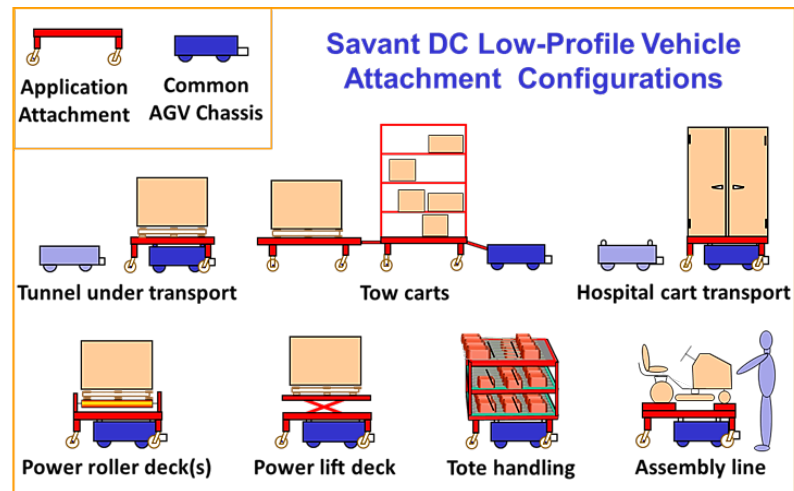 Savant DC Low-Profile Vehicle
Attachment Configurations
Application
Attachment
Common
AGV Chassis
Tunnel under transport
Tow carts
Hospital cart transport
Power roller deck(s)
Power lift deck
Tote handling
Assembly line